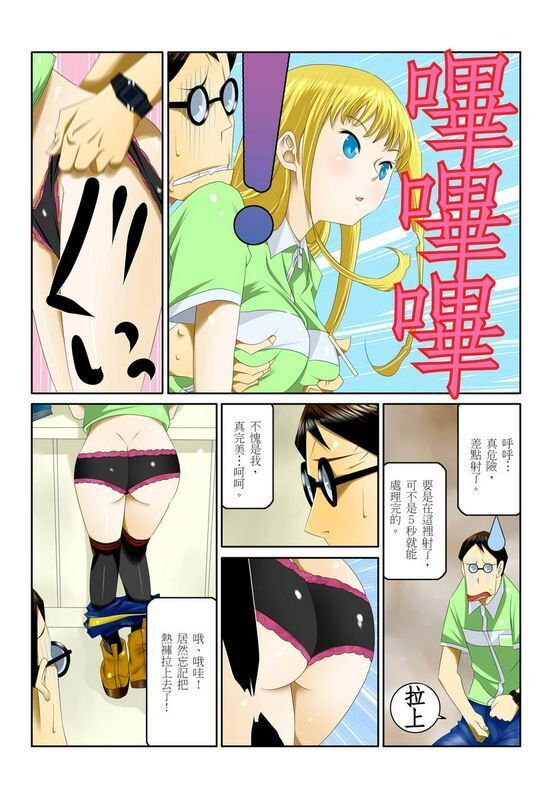 嗶
嗶
嗶
！
ぐいっ
呼呼…
真危險，
差點射了。
要是在這裡射了，
可不是５秒就能
處理完的。
拉上
不愧是我，
真完美…呵呵。
哦、哦哇！
居然忘記把
熱褲拉上去了！